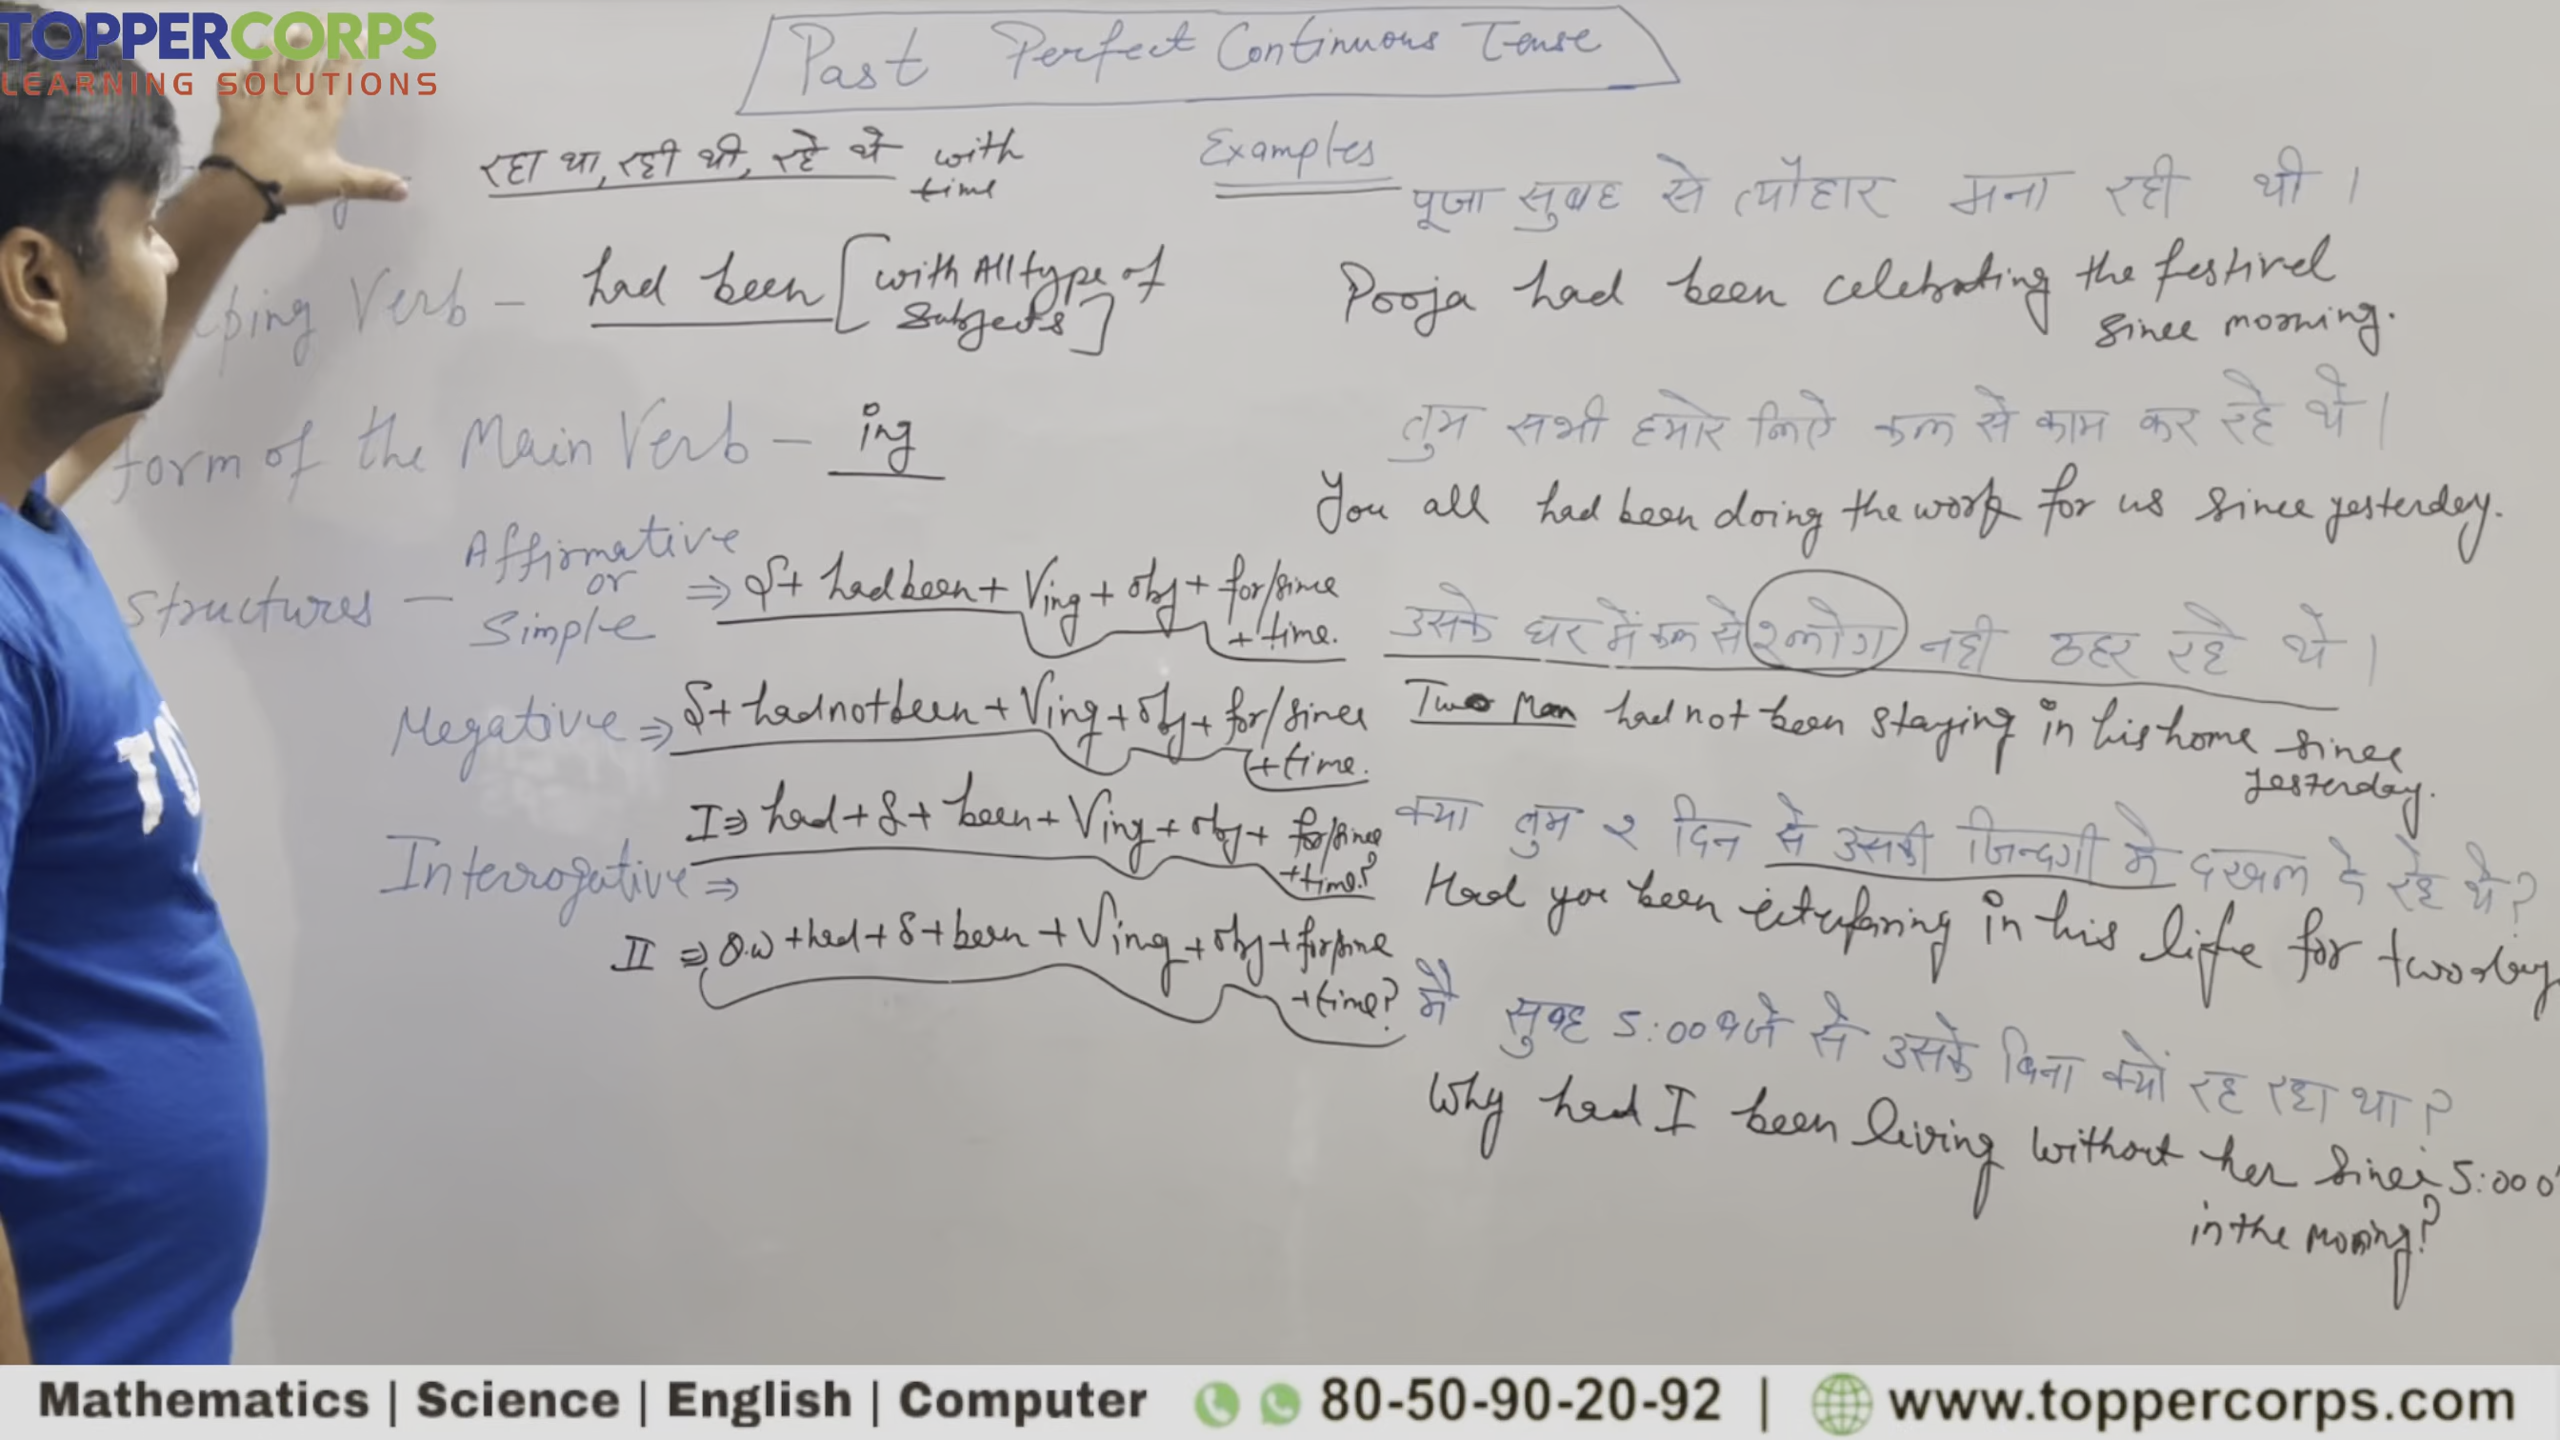 TOPPERCORPS
LEARNING SOLUTIONS
Past Perfect Continuous Tense
रहा था, रही थी, रहे थे with
time
ping Verb – had been [with All type of
Subjects]
form of the Main Verb – ing
Structures – Affirmative
or
Simple
⇒ S + had been + Ving + obj + for/since
+ time.
Negative ⇒ S + had not been + Ving + obj + for/since
+ time.
Interrogative ⇒
I ⇒ had + S + been + Ving + obj + for/since
+ time?
II ⇒ Q.w + had + S + been + Ving + obj + for/since
+ time?
Examples
पूजा सुबह से त्यौहार मना रही थी ।
Pooja had been celebrating the festivel
since morning.
तुम सभी हमारे लिऐ कल से काम कर रहे थे ।
You all had been doing the work for us since yesterday.
उसके घर में कल से २ लोग नही ठहर रहे थे ।
Two Man had not been staying in his home since
yesterday.
क्या तुम २ दिन से उसकी जिन्दगी मे दखल दे रहे थे ?
Had you been in his life for two
मै सुबह 5:00 बजे से उसके बिना क्यों रह रहा था ?
Why had I been living without her since 5:00 0'
in the morning?
Mathematics | Science | English | Computer 80-50-90-20-92 | www.toppercorps.com